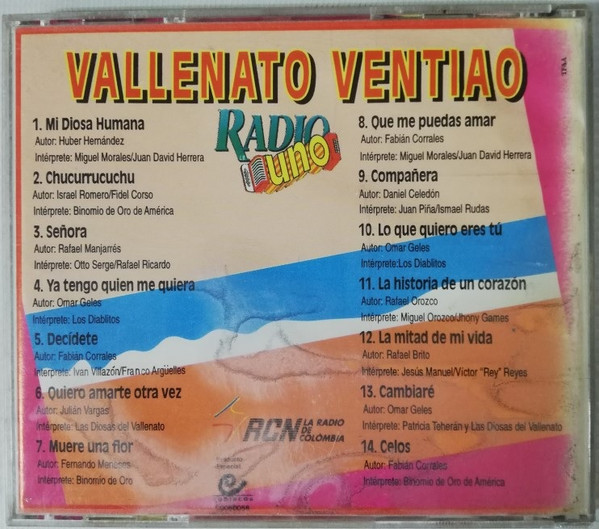 VALLENATO VENTIAO
RADIO
uno
1. Mi Diosa Humana
Autor: Huber Hernández
Intérprete: Miguel Morales/Juan David Herrera
2. Chucurrucuchu
Autor: Israel Romero/Fidel Corso
Intérprete: Binomio de Oro de América
3. Señora
Autor: Rafael Manjarrés
Intérprete: Otto Serge/Rafael Ricardo
4. Ya tengo quien me quiera
Autor: Omar Geles
Intérprete: Los Diablitos
5. Decídete
Autor: Fabián Corrales
Intérprete: Ivan Villazón/Franco Argüelles
6. Quiero amarte otra vez
Autor: Julián Vargas
Intérprete: Las Diosas del Vallenato
7. Muere una flor
Autor: Fernando Meneses
Intérprete: Binomio de Oro
8. Que me puedas amar
Autor: Fabián Corrales
Intérprete: Miguel Morales/Juan David Herrera
9. Compañera
Autor: Daniel Celedón
Intérprete: Juan Piña/Ismael Rudas
10. Lo que quiero eres tú
Autor: Omar Geles
Intérprete:Los Diablitos
11. La historia de un corazón
Autor: Rafael Orozco
Intérprete: Miguel Orozco/Jhony Games
12. La mitad de mi vida
Autor: Rafael Brito
Intérprete: Jesús Manuel/Víctor "Rey" Reyes
13. Cambiaré
Autor: Omar Geles
Intérprete: Patricia Teherán y Las Diosas del Vallenato
14. Celos
Autor: Fabián Corrales
Intérprete: Binomio de Oro de América
RCN
LA RADIO
DE
COLOMBIA
Producto
Especial